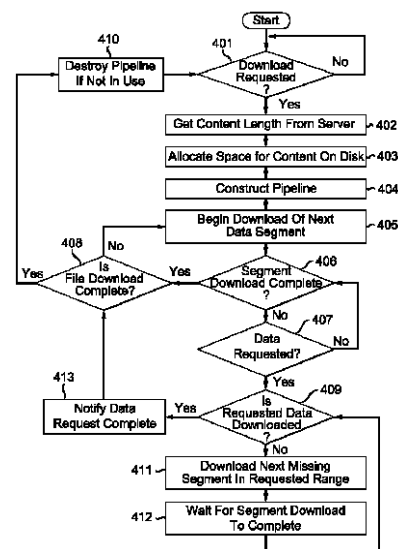 Start
410
401
Destroy Pipeline
If Not In Use
Download
Requested
?
No
Yes
Get Content Length From Server
402
Allocate Space for Content On Disk
403
Construct Pipeline
404
Begin Download Of Next
Data Segment
405
408
No
406
Yes
Is
File Download
Complete?
Yes
Segment
Download Complete
?
No
407
Data
Requested?
No
413
Yes
409
Notify Data
Request Complete
Yes
Is
Requested Data
Downloaded
?
No
411
Download Next Missing
Segment In Requested Range
412
Wait For Segment Download
To Complete